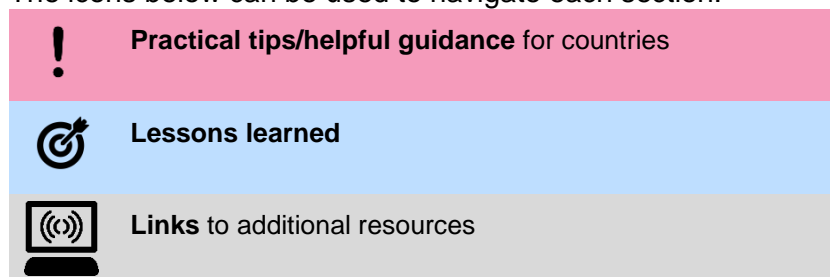 The icons below can be used to navigate each section.
Practical tips/helpful guidance for countries
Lessons learned
Links to additional resources